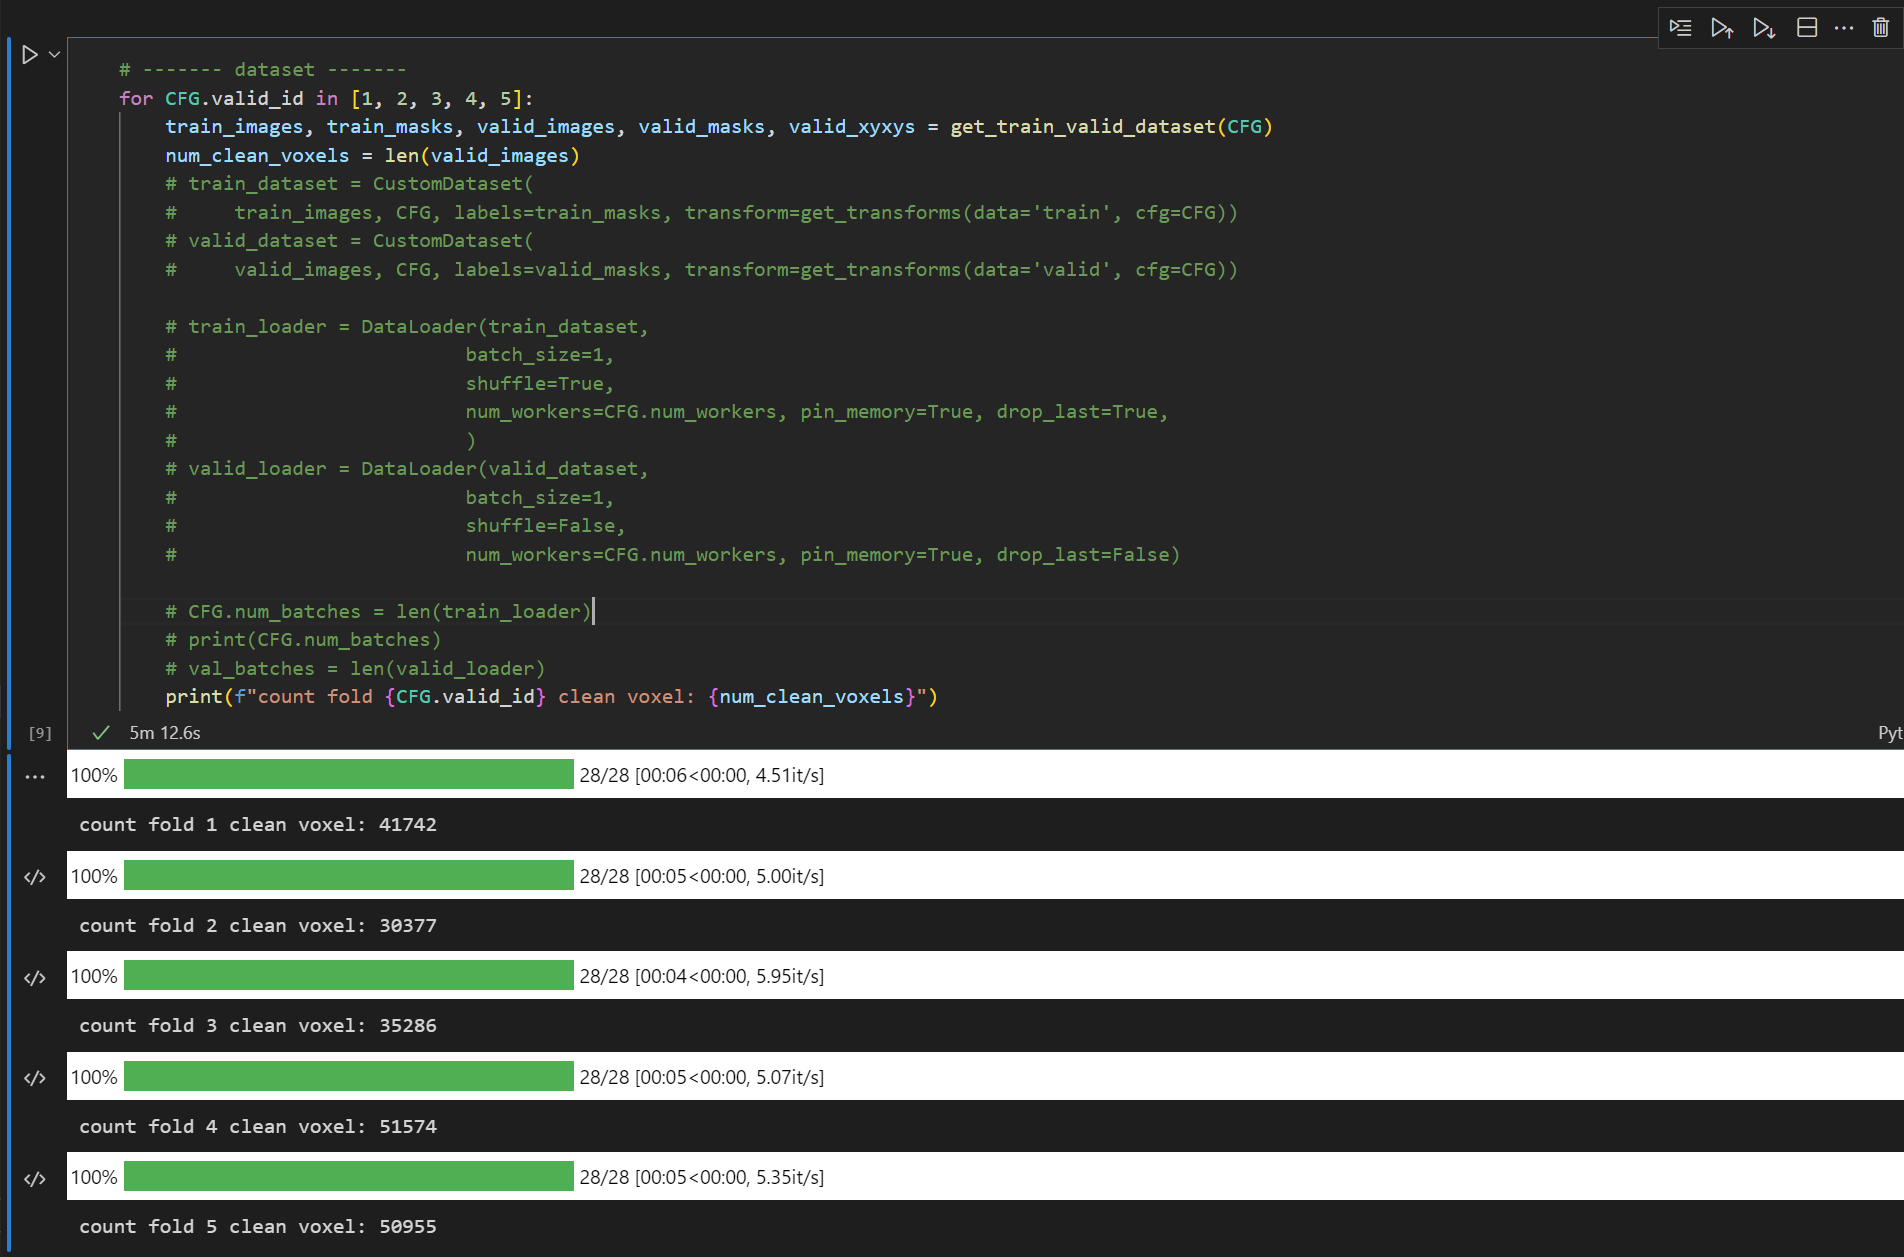 # ------- dataset -------
for CFG.valid_id in [1, 2, 3, 4, 5]:
    train_images, train_masks, valid_images, valid_masks, valid_xyxys = get_train_valid_dataset(CFG)
    num_clean_voxels = len(valid_images)
    # train_dataset = CustomDataset(
    #     train_images, CFG, labels=train_masks, transform=get_transforms(data='train', cfg=CFG))
    # valid_dataset = CustomDataset(
    #     valid_images, CFG, labels=valid_masks, transform=get_transforms(data='valid', cfg=CFG))

    # train_loader = DataLoader(train_dataset,
    #                         batch_size=1,
    #                         shuffle=True,
    #                         num_workers=CFG.num_workers, pin_memory=True, drop_last=True,
    #                         )
    # valid_loader = DataLoader(valid_dataset,
    #                         batch_size=1,
    #                         shuffle=False,
    #                         num_workers=CFG.num_workers, pin_memory=True, drop_last=False)

    # CFG.num_batches = len(train_loader)
    # print(CFG.num_batches)
    # val_batches = len(valid_loader)
    print(f"count fold {CFG.valid_id} clean voxel: {num_clean_voxels}")
[9] 5m 12.6s Pyt
100% 28/28 [00:06<00:00, 4.51it/s]
count fold 1 clean voxel: 41742
100% 28/28 [00:05<00:00, 5.00it/s]
count fold 2 clean voxel: 30377
100% 28/28 [00:04<00:00, 5.95it/s]
count fold 3 clean voxel: 35286
100% 28/28 [00:05<00:00, 5.07it/s]
count fold 4 clean voxel: 51574
100% 28/28 [00:05<00:00, 5.35it/s]
count fold 5 clean voxel: 50955